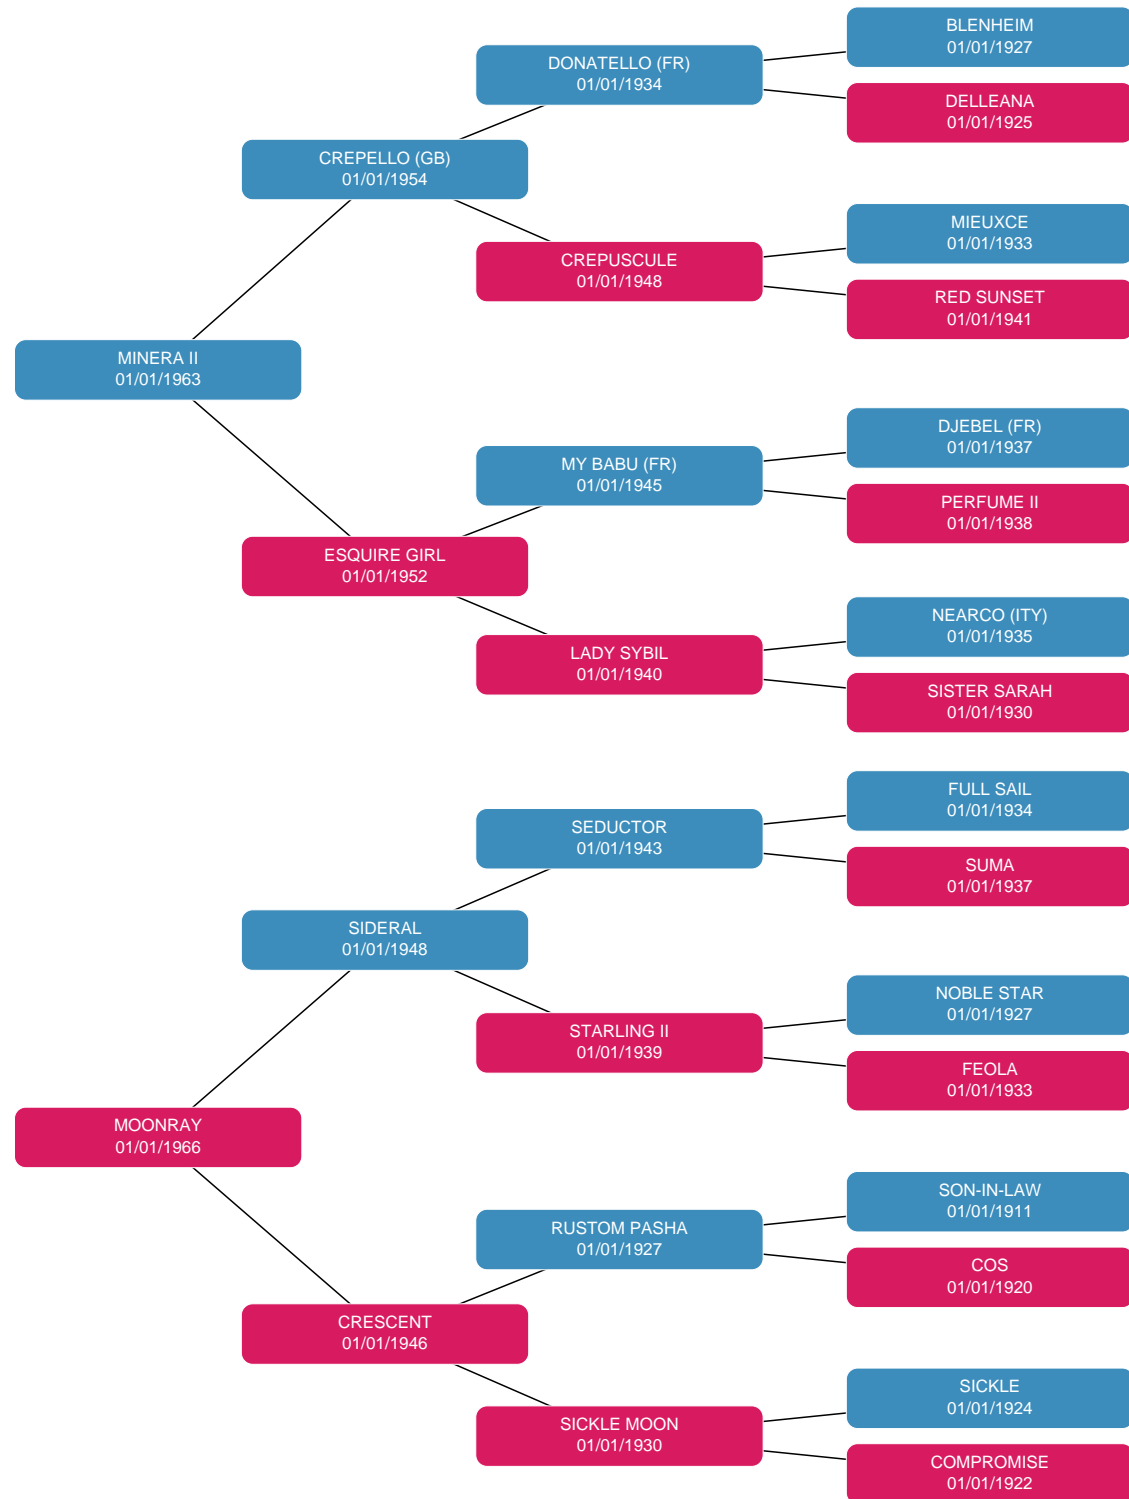 BLENHEIM
01/01/1927
DONATELLO (FR)
01/01/1934
DELLEANA
01/01/1925
CREPELLO (GB)
01/01/1954
MIEUXCE
01/01/1933
CREPUSCULE
01/01/1948
RED SUNSET
01/01/1941
MINERA II
01/01/1963
DJEBEL (FR)
01/01/1937
MY BABU (FR)
01/01/1945
PERFUME II
01/01/1938
ESQUIRE GIRL
01/01/1952
NEARCO (ITY)
01/01/1935
LADY SYBIL
01/01/1940
SISTER SARAH
01/01/1930
FULL SAIL
01/01/1934
SEDUCTOR
01/01/1943
SUMA
01/01/1937
SIDERAL
01/01/1948
NOBLE STAR
01/01/1927
STARLING II
01/01/1939
FEOLA
01/01/1933
MOONRAY
01/01/1966
SON-IN-LAW
01/01/1911
RUSTOM PASHA
01/01/1927
COS
01/01/1920
CRESCENT
01/01/1946
SICKLE
01/01/1924
SICKLE MOON
01/01/1930
COMPROMISE
01/01/1922